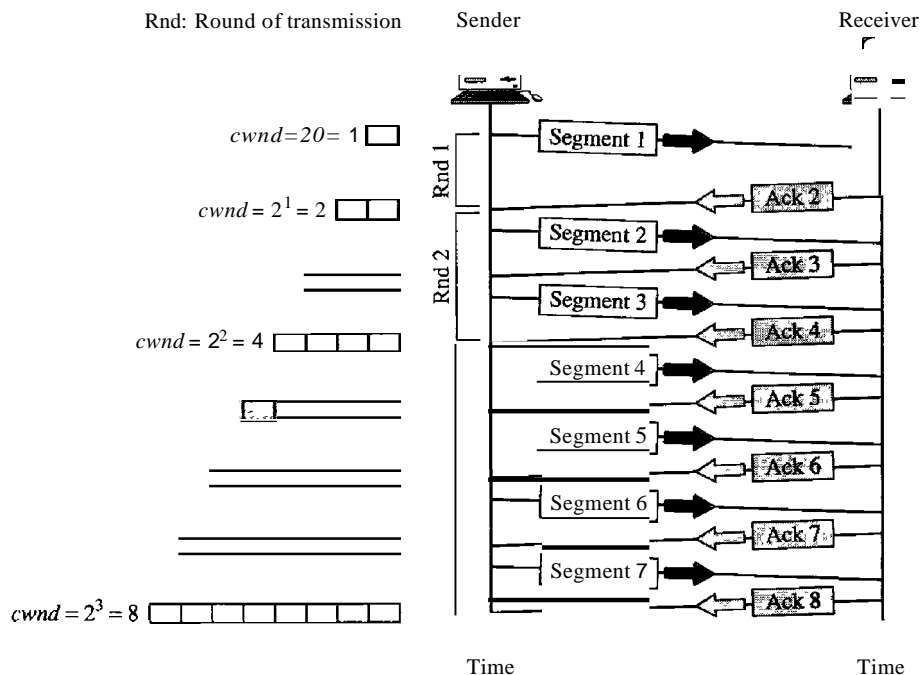 Rnd: Round of transmission
Sender
Receiver
cwnd=20= 1
Rnd 1
Segment 1
Ack 2
cwnd = 2^1 = 2
Rnd 2
Segment 2
Ack 3
Segment 3
Ack 4
cwnd = 2^2 = 4
Segment 4
Ack 5
Segment 5
Ack 6
Segment 6
Ack 7
Segment 7
Ack 8
cwnd = 2^3 = 8
Time
Time